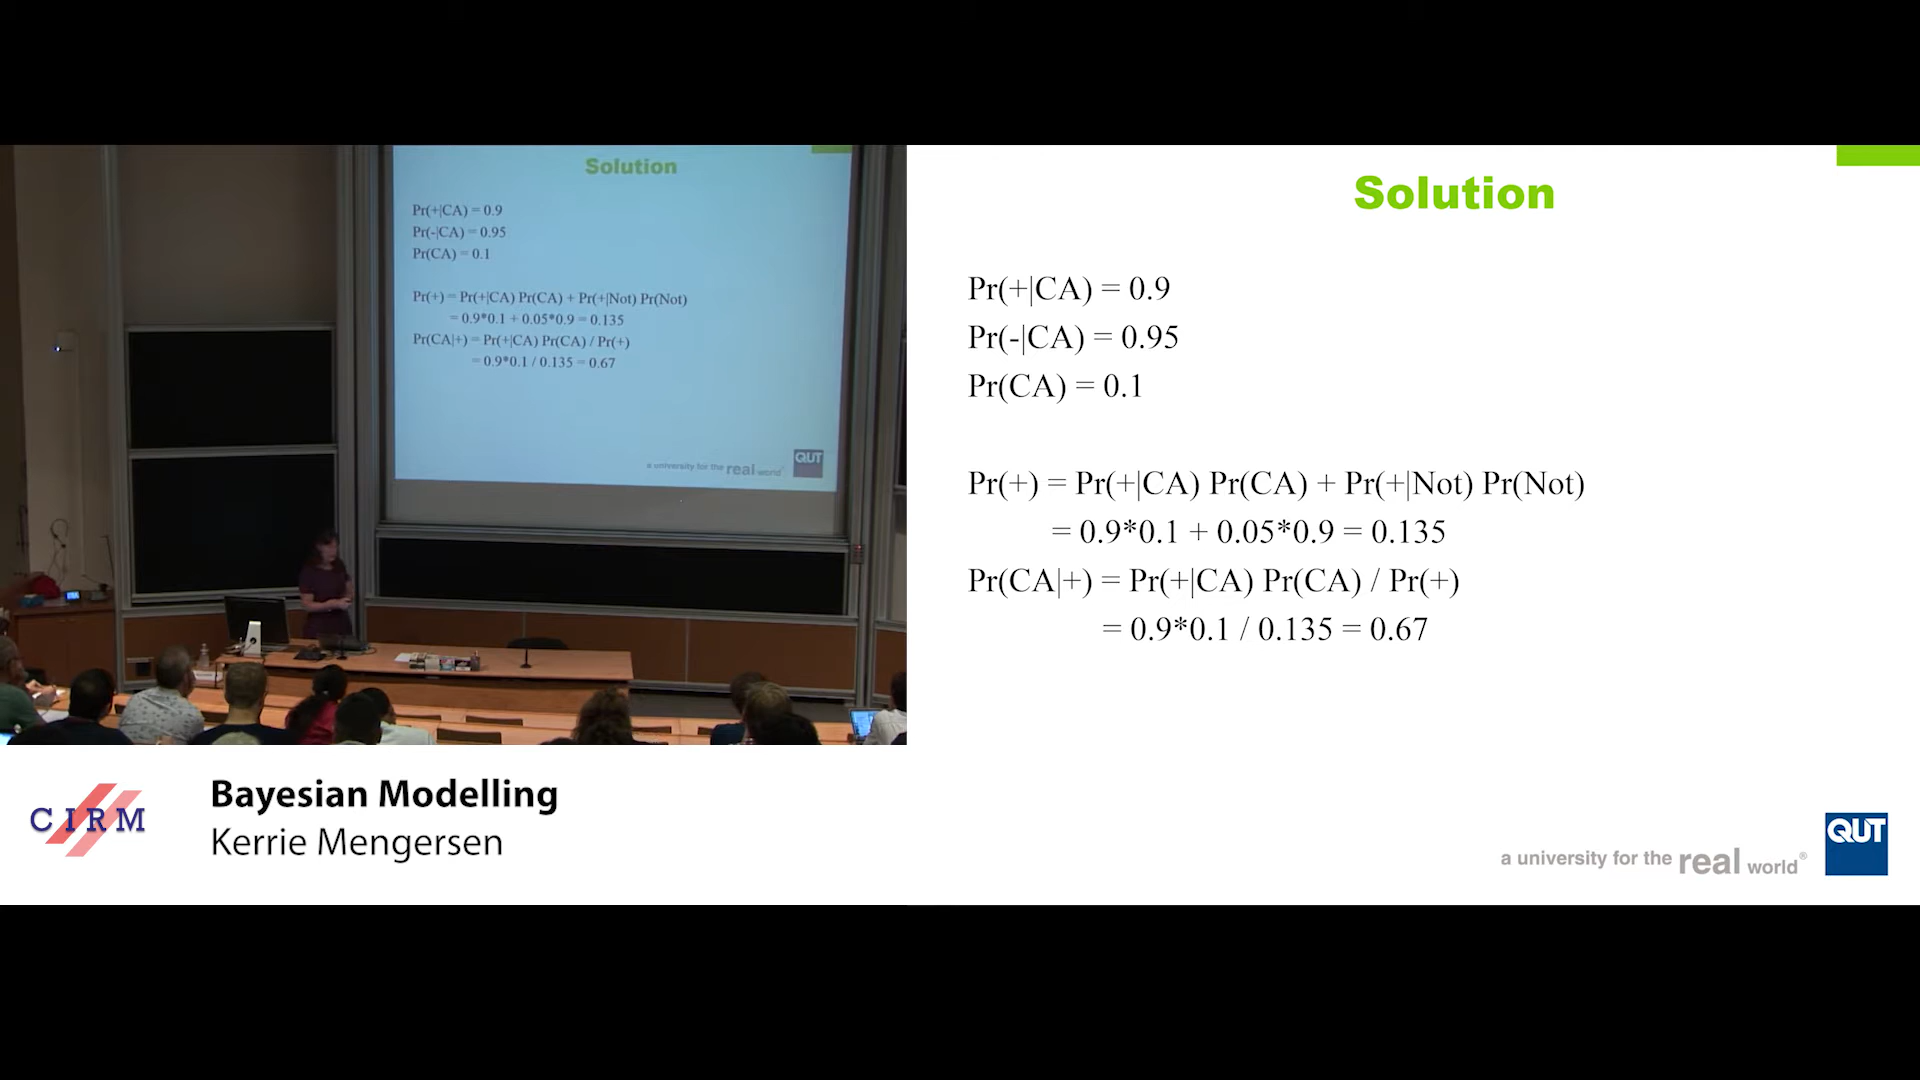 Solution
Pr(+|CA) = 0.9
Pr(-|CA) = 0.95
Pr(CA) = 0.1
Pr(+) = Pr(+|CA) Pr(CA) + Pr(+|Not) Pr(Not)
= 0.9*0.1 + 0.05*0.9 = 0.135
Pr(CA|+) = Pr(+|CA) Pr(CA) / Pr(+)
= 0.9*0.1 / 0.135 = 0.67
a university for the real world
QUT
Solution
Pr(+|CA) = 0.9
Pr(-|CA) = 0.95
Pr(CA) = 0.1
Pr(+) = Pr(+|CA) Pr(CA) + Pr(+|Not) Pr(Not)
= 0.9*0.1 + 0.05*0.9 = 0.135
Pr(CA|+) = Pr(+|CA) Pr(CA) / Pr(+)
= 0.9*0.1 / 0.135 = 0.67
a university for the real world®
QUT
CIRM
Bayesian Modelling
Kerrie Mengersen